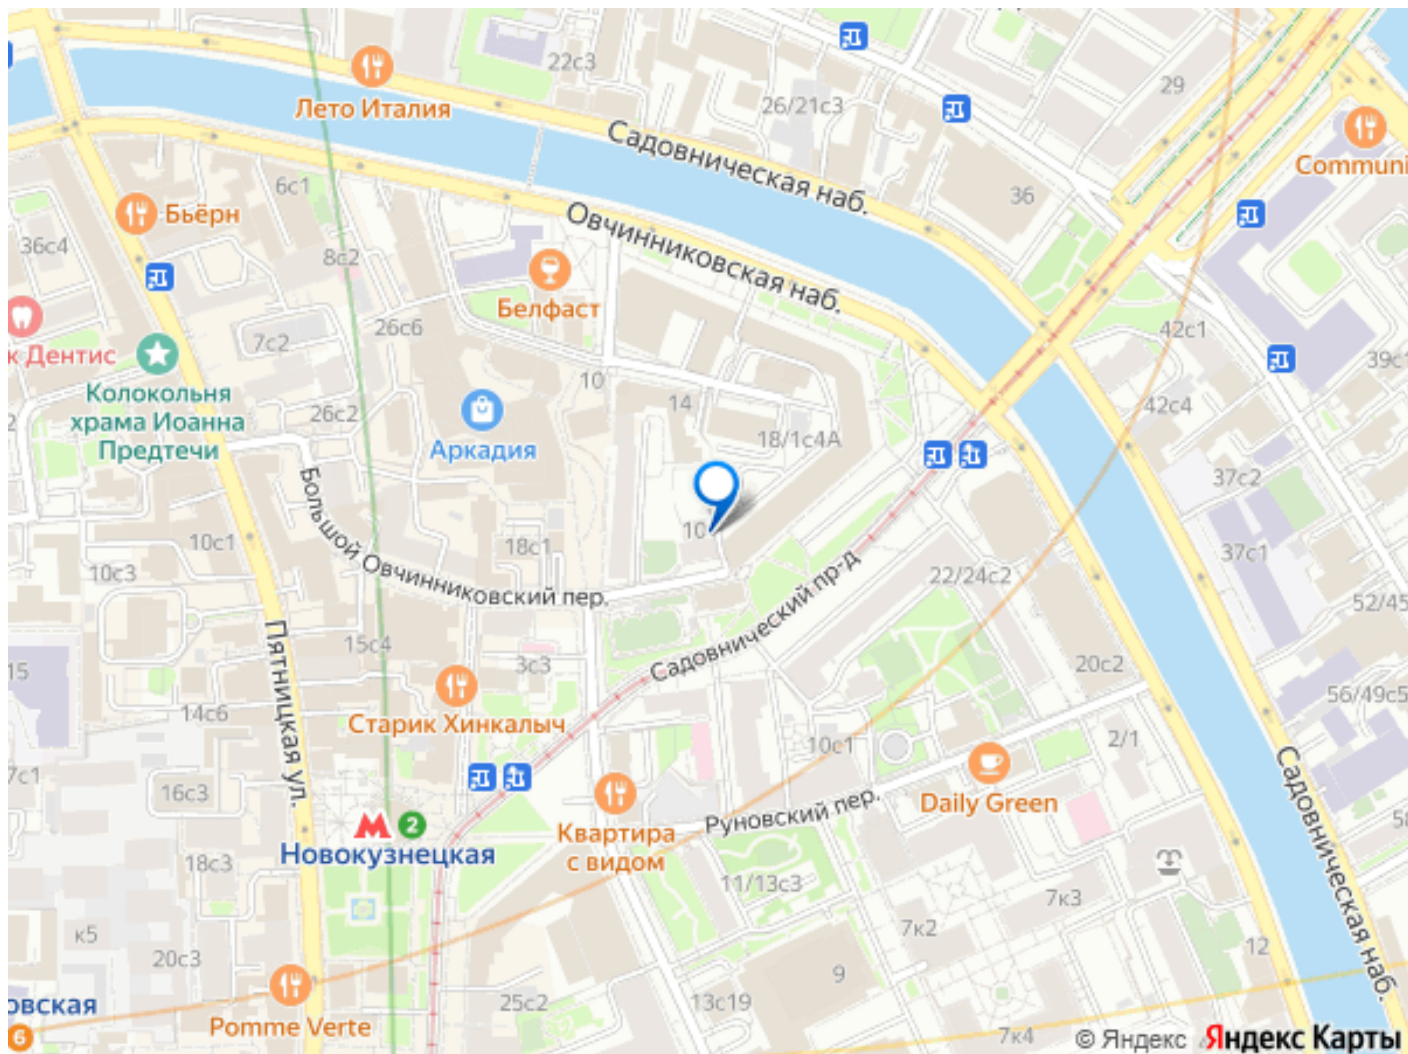 22с3
Лето Италия
26/21с3
29
Садовническая наб.
Communi
6с1
36
Бьёрн
Овчинниковская наб.
36с4
8с2
Белфаст
26с6
42с1
7с2
к Дентис
39с1
Колокольня
храма Иоанна
Предтечи
10
14
26с2
42с4
Аркадия
18/1с4А
37с2
Большой Овчинниковский пер.
10
10с1
18с1
37с1
10с3
22/24с2
Садовнический пр-д
52/45
Пятницкая ул.
15с4
3с3
15
20с2
56/49с5
14с6
Старик Хинкалыч
2/1
10с1
7с1
16с3
Daily Green
Садовническая наб.
Руновский пер.
2
Новокузнецкая
Квартира
с видом
58
18с3
11/13с3
7к3
7к2
к5
12
20с3
9
овская
25с2
13с19
6
Pomme Verte
7к4
© Яндекс Яндекс Карты